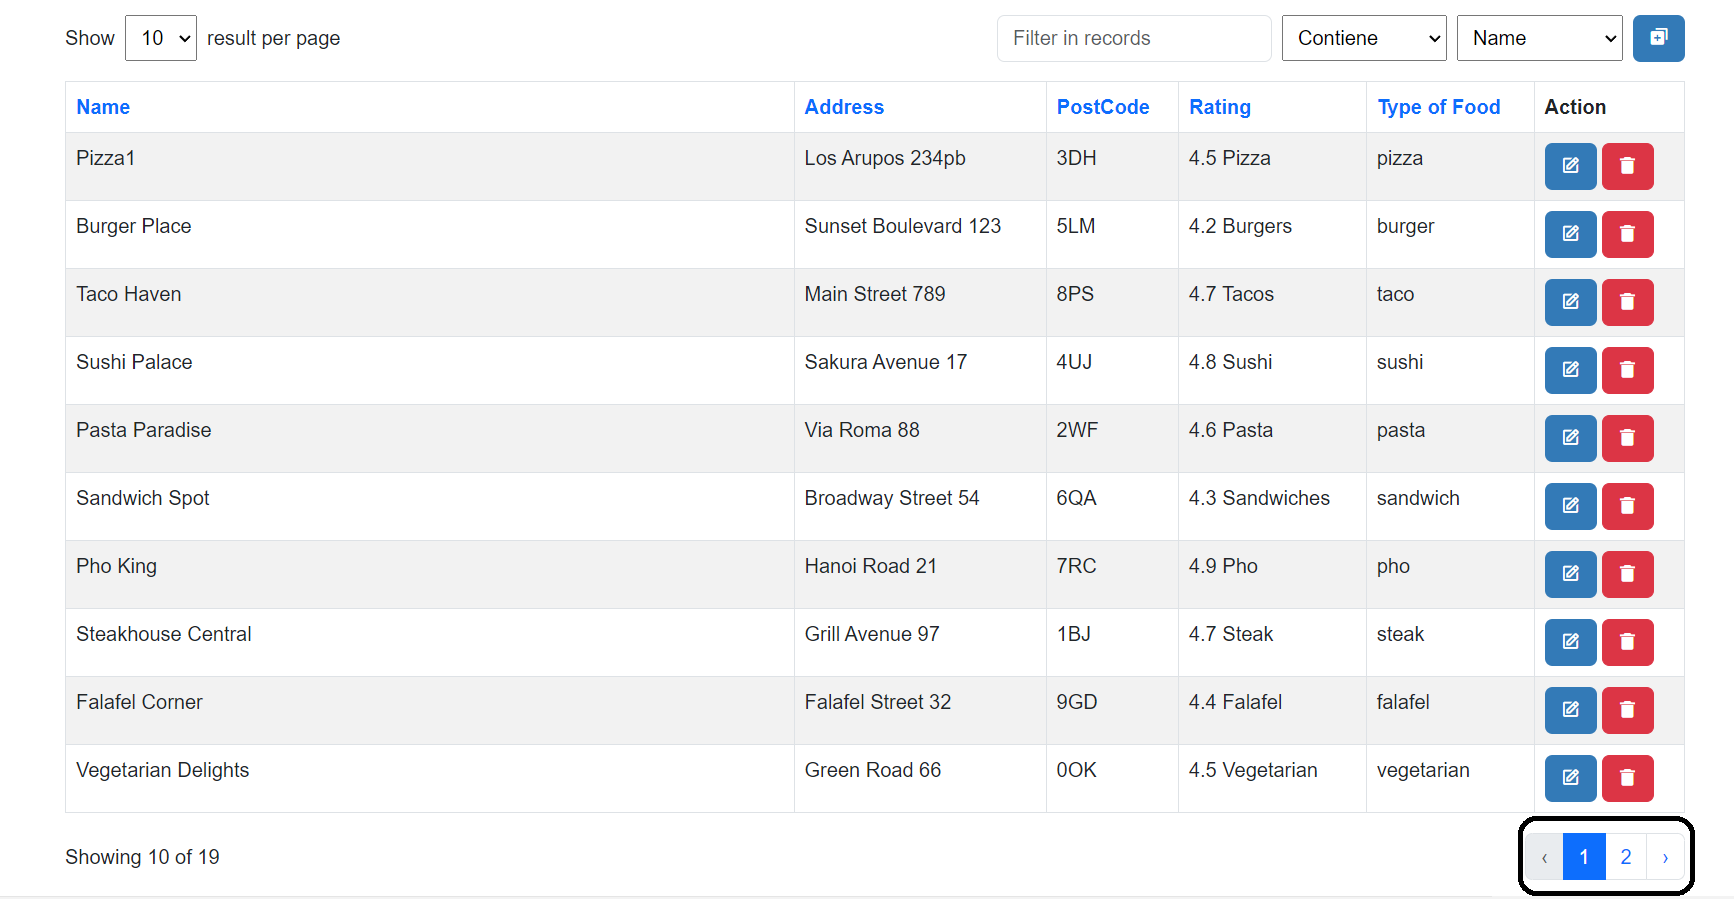 Show 10 result per page Filter in records Contiene Name
Name Address PostCode Rating Type of Food Action
Pizza1 Los Arupos 234pb 3DH 4.5 Pizza pizza
Burger Place Sunset Boulevard 123 5LM 4.2 Burgers burger
Taco Haven Main Street 789 8PS 4.7 Tacos taco
Sushi Palace Sakura Avenue 17 4UJ 4.8 Sushi sushi
Pasta Paradise Via Roma 88 2WF 4.6 Pasta pasta
Sandwich Spot Broadway Street 54 6QA 4.3 Sandwiches sandwich
Pho King Hanoi Road 21 7RC 4.9 Pho pho
Steakhouse Central Grill Avenue 97 1BJ 4.7 Steak steak
Falafel Corner Falafel Street 32 9GD 4.4 Falafel falafel
Vegetarian Delights Green Road 66 0OK 4.5 Vegetarian vegetarian
Showing 10 of 19 ‹ 1 2 ›